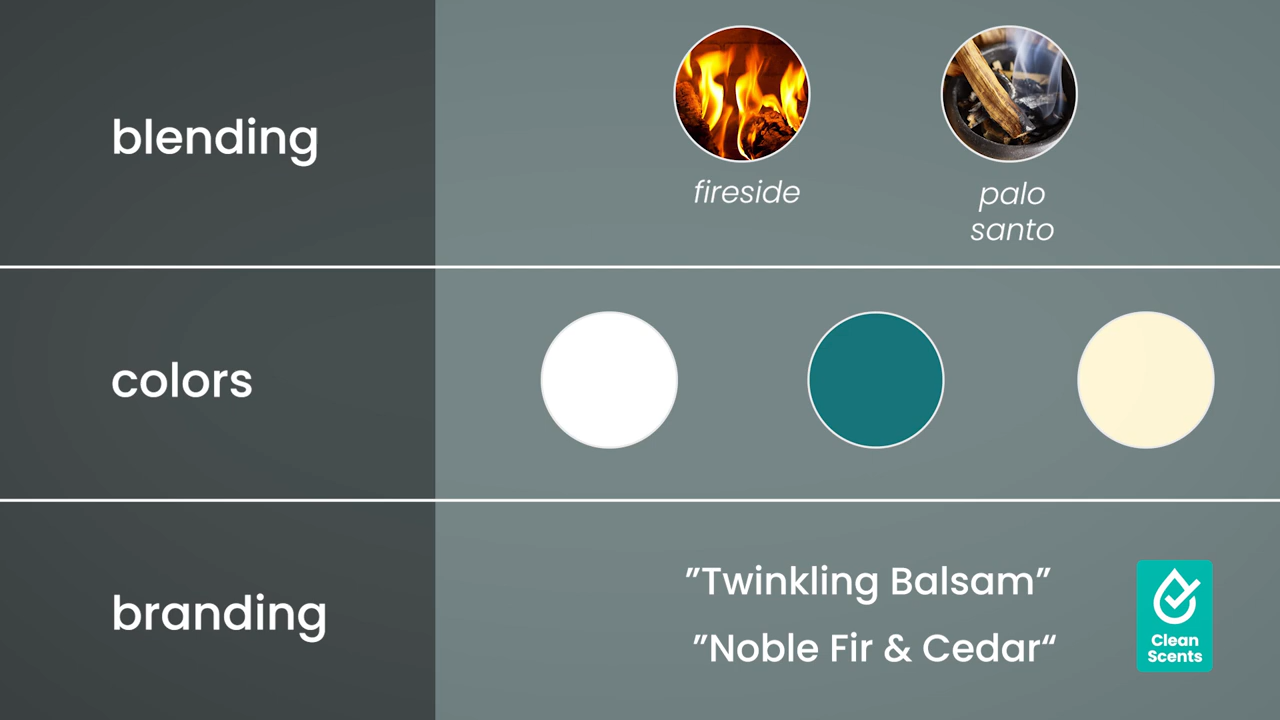 blending
fireside
palo
santo
colors
branding
”Twinkling Balsam”
”Noble Fir & Cedar“
Clean
Scents